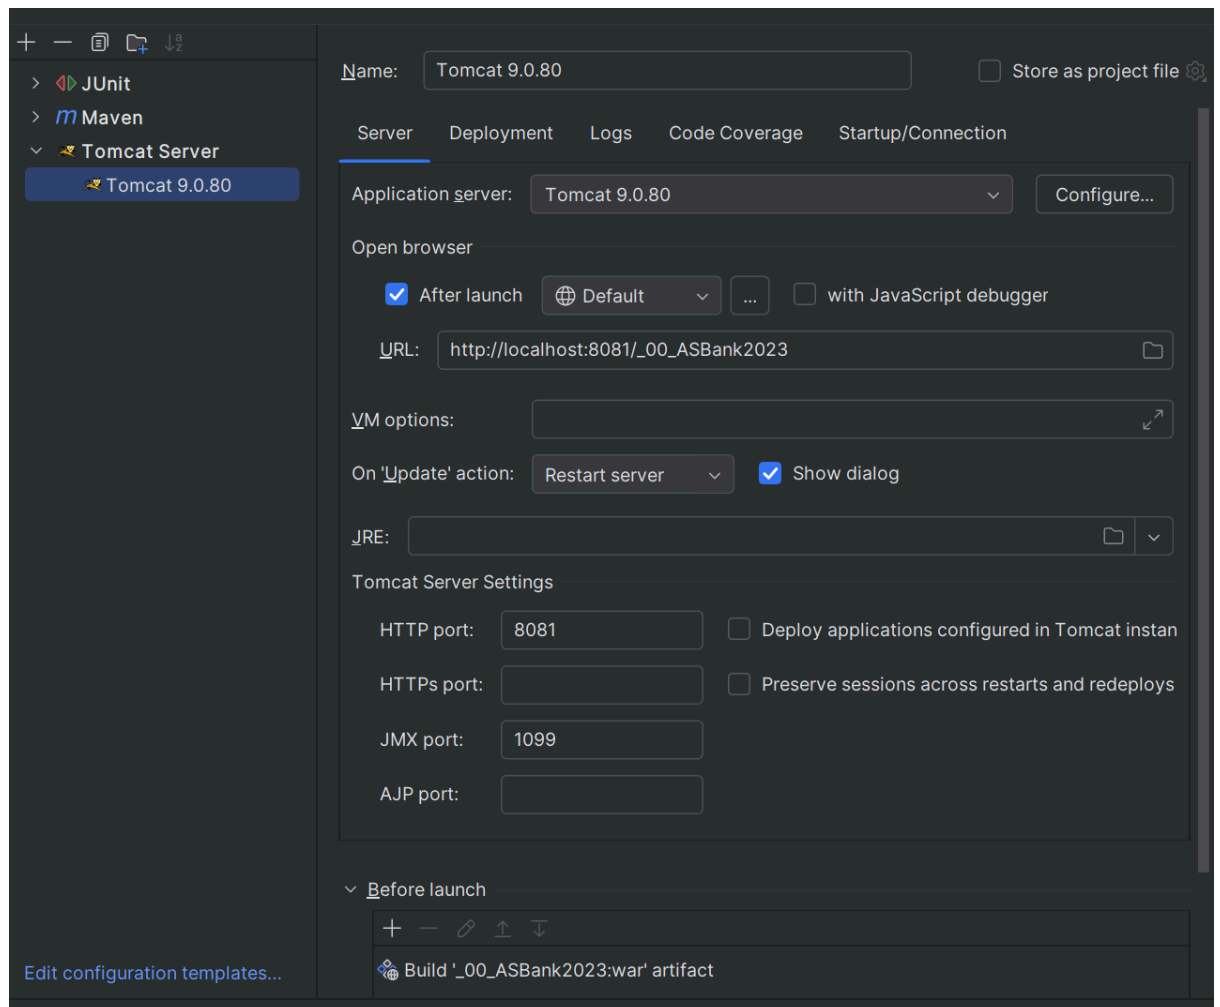 Name: Tomcat 9.0.80 Store as project file
JUnit
Maven
Tomcat Server
Tomcat 9.0.80
Server Deployment Logs Code Coverage Startup/Connection
Application server: Tomcat 9.0.80 Configure...
Open browser
After launch Default ... with JavaScript debugger
URL: http://localhost:8081/_00_ASBank2023
VM options:
On 'Update' action: Restart server Show dialog
JRE:
Tomcat Server Settings
HTTP port: 8081 Deploy applications configured in Tomcat instan
HTTPs port: Preserve sessions across restarts and redeploys
JMX port: 1099
AJP port:
Before launch
Build '_00_ASBank2023:war' artifact
Edit configuration templates...